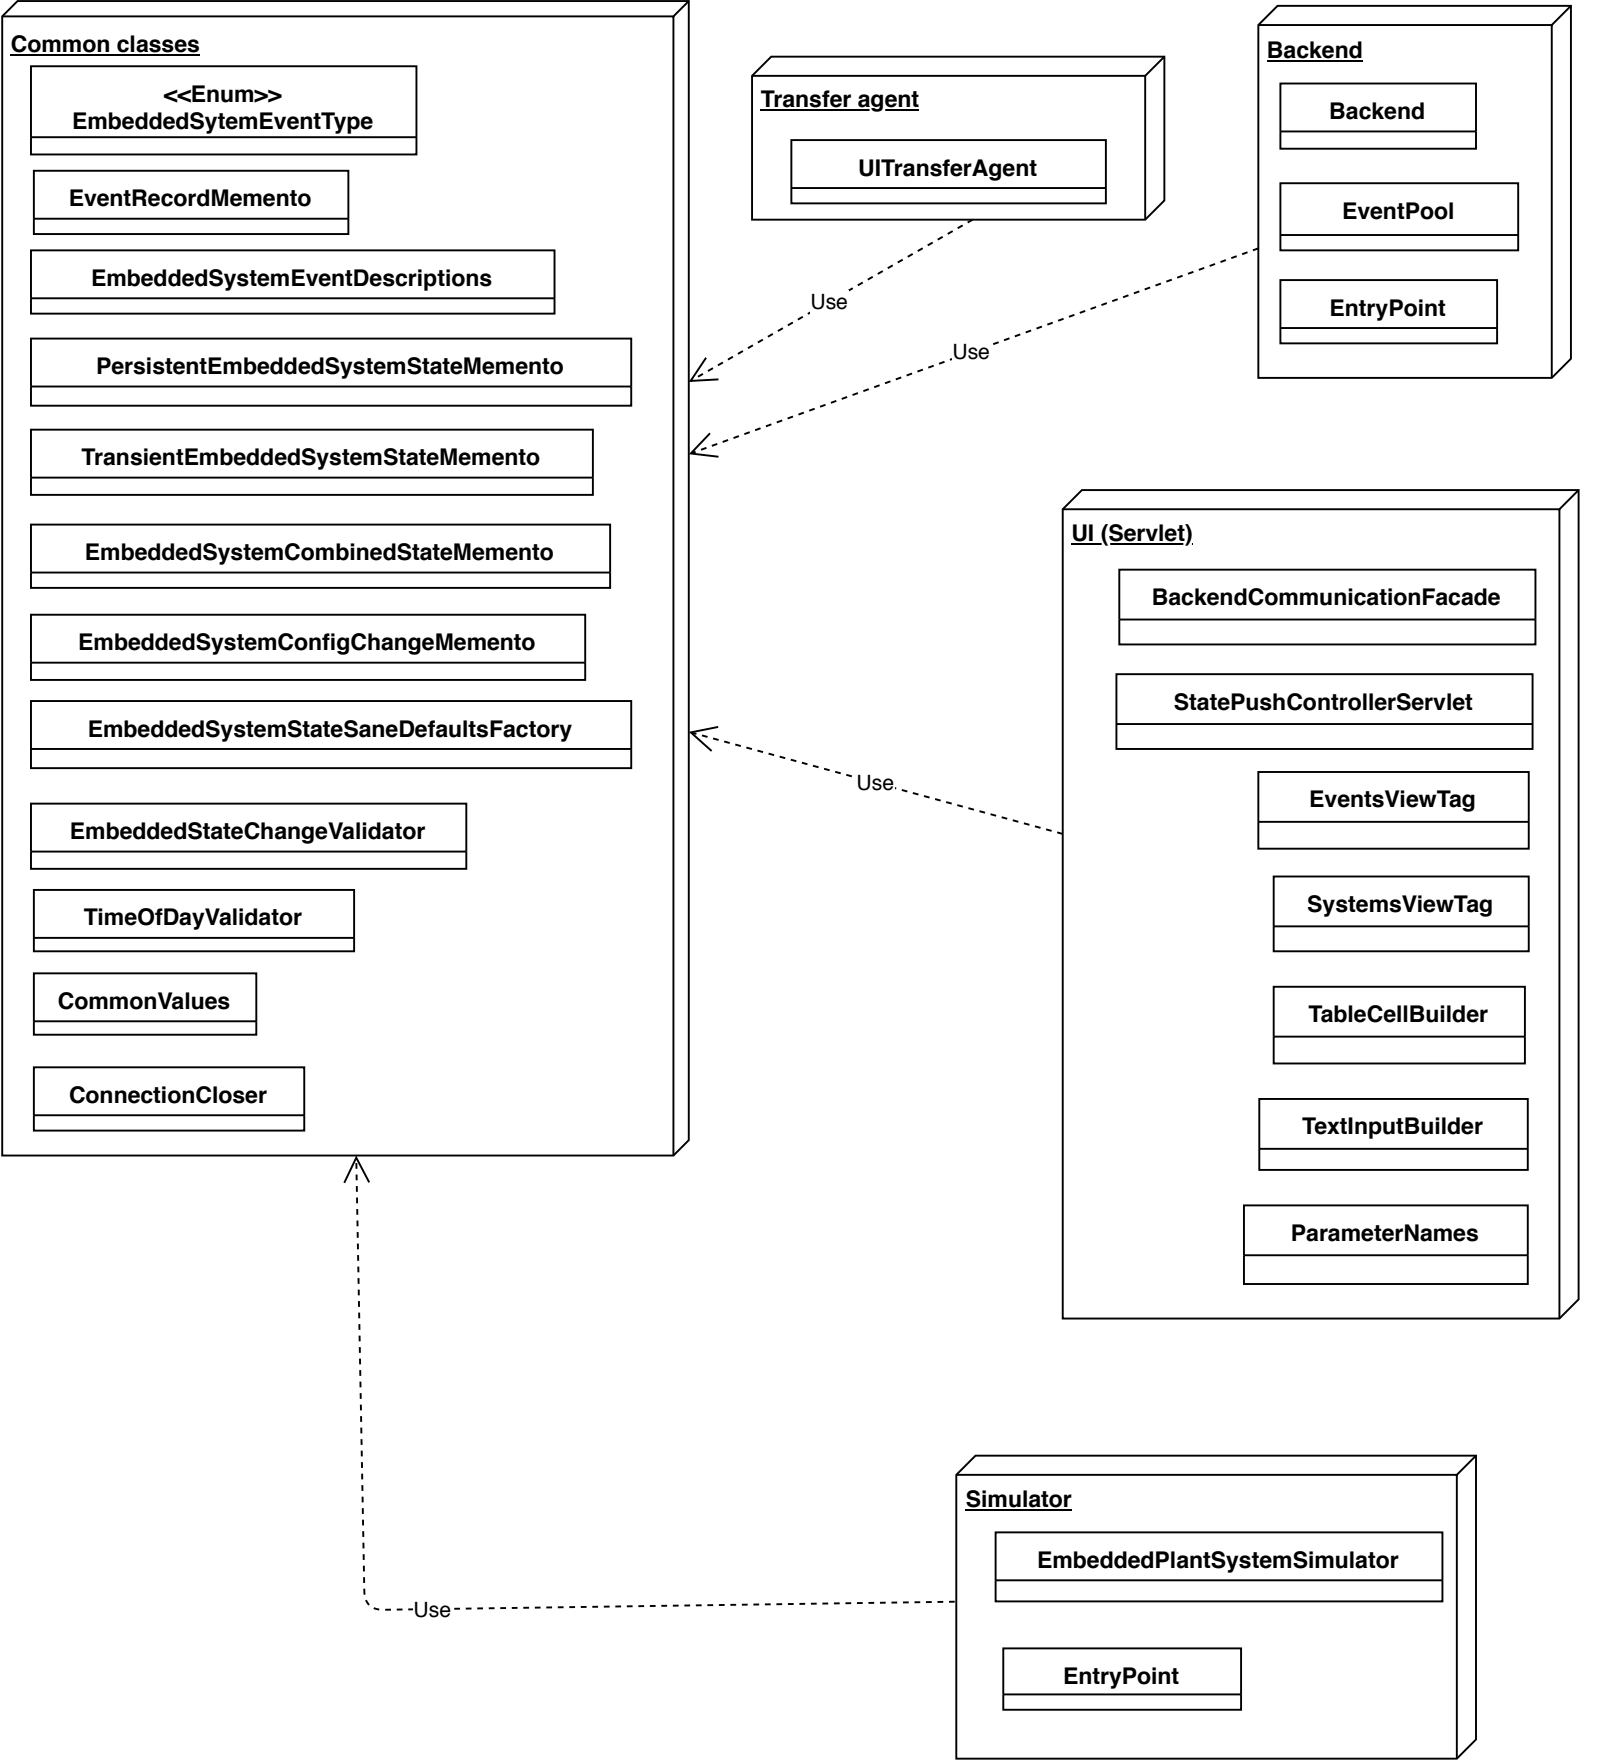 Common classes
<<Enum>>
EmbeddedSytemEventType
EventRecordMemento
EmbeddedSystemEventDescriptions
PersistentEmbeddedSystemStateMemento
TransientEmbeddedSystemStateMemento
EmbeddedSystemCombinedStateMemento
EmbeddedSystemConfigChangeMemento
EmbeddedSystemStateSaneDefaultsFactory
EmbeddedStateChangeValidator
TimeOfDayValidator
CommonValues
ConnectionCloser
Transfer agent
UITransferAgent
Use
Backend
Backend
EventPool
EntryPoint
Use
UI (Servlet)
BackendCommunicationFacade
StatePushControllerServlet
EventsViewTag
SystemsViewTag
TableCellBuilder
TextInputBuilder
ParameterNames
Use
Simulator
EmbeddedPlantSystemSimulator
EntryPoint
Use